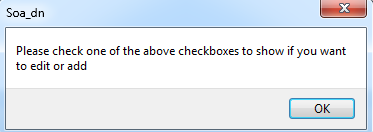 Soa_dn
Please check one of the above checkboxes to show if you want
to edit or add
OK